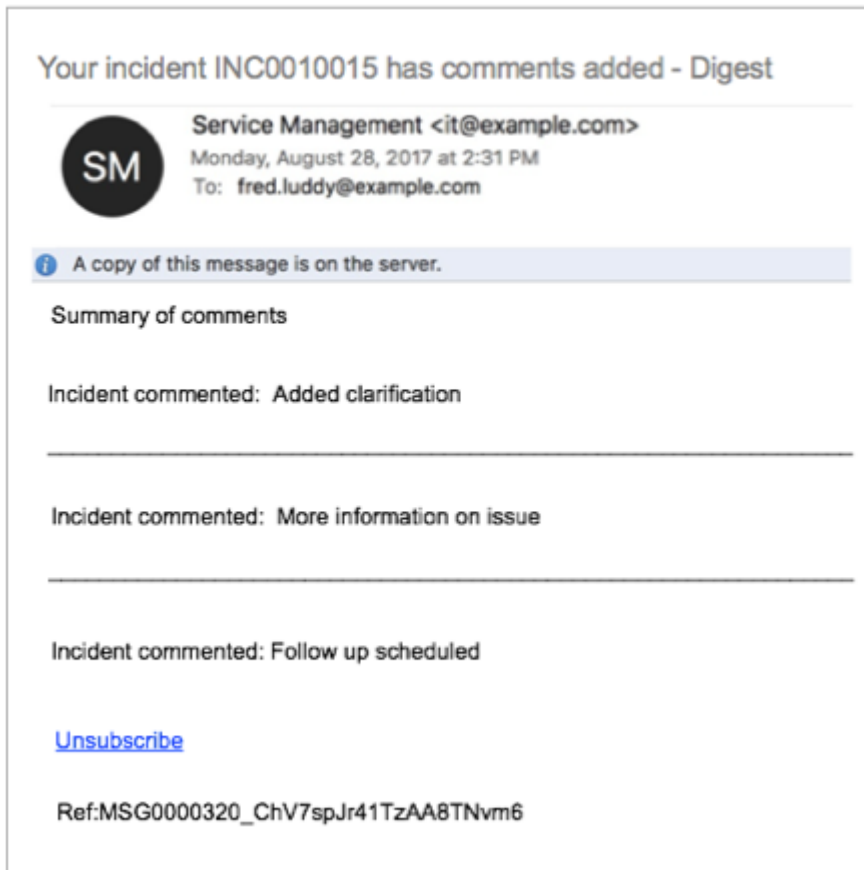 Your incident INC0010015 has comments added - Digest
SM
Service Management <it@example.com>
Monday, August 28, 2017 at 2:31 PM
To: fred.luddy@example.com
A copy of this message is on the server.
Summary of comments
Incident commented: Added clarification
Incident commented: More information on issue
Incident commented: Follow up scheduled
Unsubscribe
Ref:MSG0000320_ChV7spJr41TzAA8TNvm6